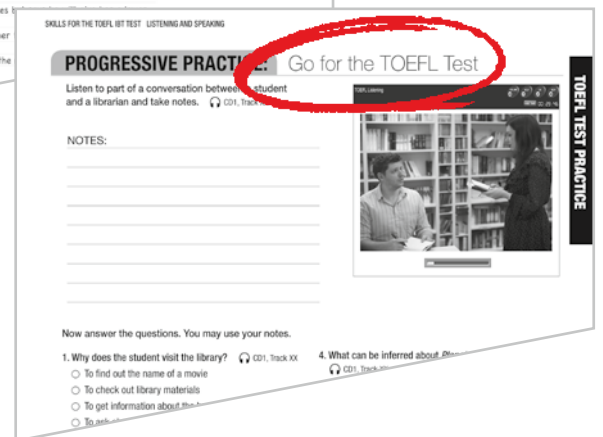 SKILLS FOR THE TOEFL IBT TEST LISTENING AND SPEAKING
PROGRESSIVE PRACTICE: Go for the TOEFL Test
Listen to part of a conversation between a student
and a librarian and take notes. CD1, Track
TOEFL Listening
NOTES:
TOEFL TEST PRACTICE
Now answer the questions. You may use your notes.
1. Why does the student visit the library? CD1, Track XX
To find out the name of a movie
To check out library materials
To get information about the
To ask
4. What can be inferred about
CD1, Track